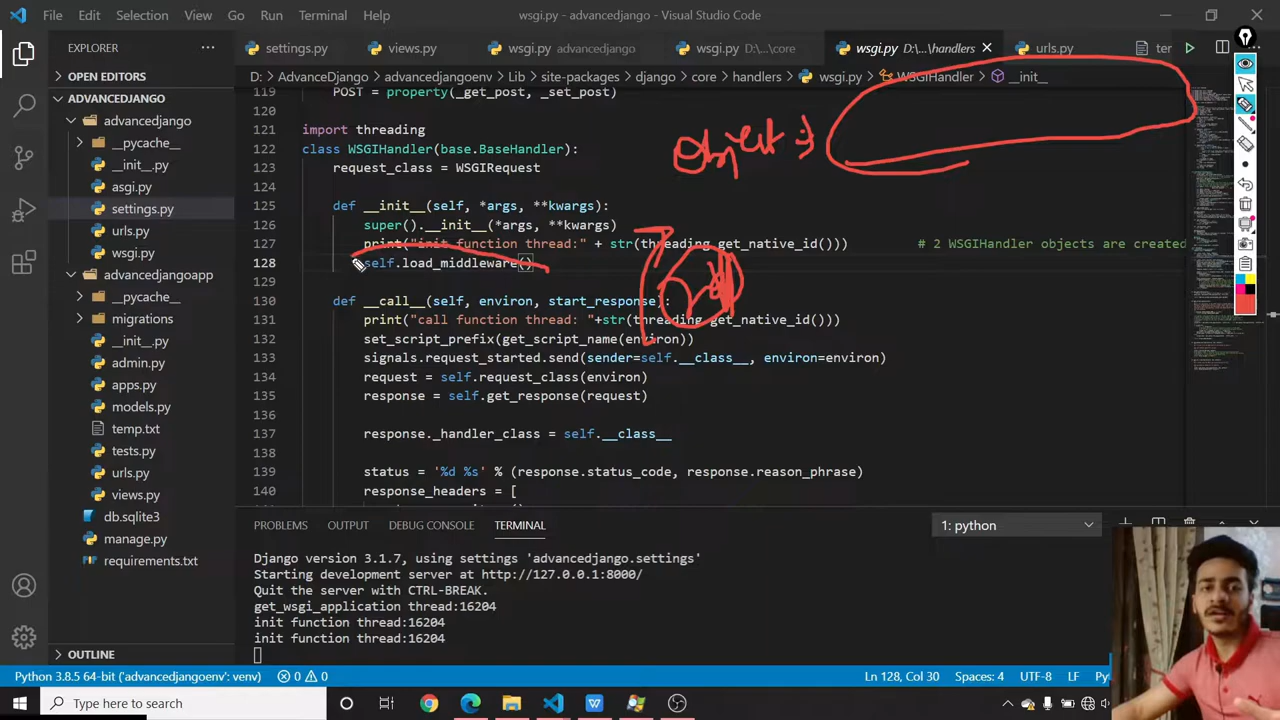 File Edit Selection View Go Run Terminal Help wsgi.py - advancedjango - Visual Studio Code
EXPLORER
settings.py views.py wsgi.py advancedjango wsgi.py D:\...\core wsgi.py D:\...\handlers urls.py ter
OPEN EDITORS
D: > AdvanceDjango > advancedjangoenv > Lib > > django > core > handlers > wsgi.py > WSGIHandler > __init__
ADVANCEDJANGO
advancedjango
__pycache__
__init__.py
asgi.py
settings.py
urls.py
wsgi.py
advancedjangoapp
__pycache__
migrations
__init__.py
admin.py
apps.py
models.py
temp.txt
tests.py
urls.py
views.py
db.sqlite3
manage.py
requirements.txt
OUTLINE
119 POST = property(_get_post, _set_post)
120
121 import threading
122 class WSGIHandler(base.Base
123 = WSGIRequest
124
125 def __init__(self, *args, **kwargs):
126 super().__init__(*args, **kwargs)
127 print("init function thread:" + str(threading.get_native_id())) # 2 WSGIHandler objects are created
128 self.load_middleware()
129
130 def __call__(self, environ, start_response):
131 print("call function thread:" + str(threading.get_native_id()))
132
133 signals.request_started.send(sender=self.__class__, environ=environ)
134 request = self.request_class(environ)
135 response = self.get_response(request)
136
137 response._handler_class = self.__class__
138
139 status = '%d %s' % (response.status_code, response.reason_phrase)
140 response_headers = [
PROBLEMS OUTPUT DEBUG CONSOLE TERMINAL 1: python
Django version 3.1.7, using settings 'advancedjango.settings'
Starting development server at http://127.0.0.1:8000/
Quit the server with CTRL-BREAK.
get_wsgi_application thread:16204
init function thread:16204
init function thread:16204
Python 3.8.5 64-bit ('advancedjangoenv': venv) 0 0 Ln 128, Col 30 Spaces: 4 UTF-8 LF
Type here to search